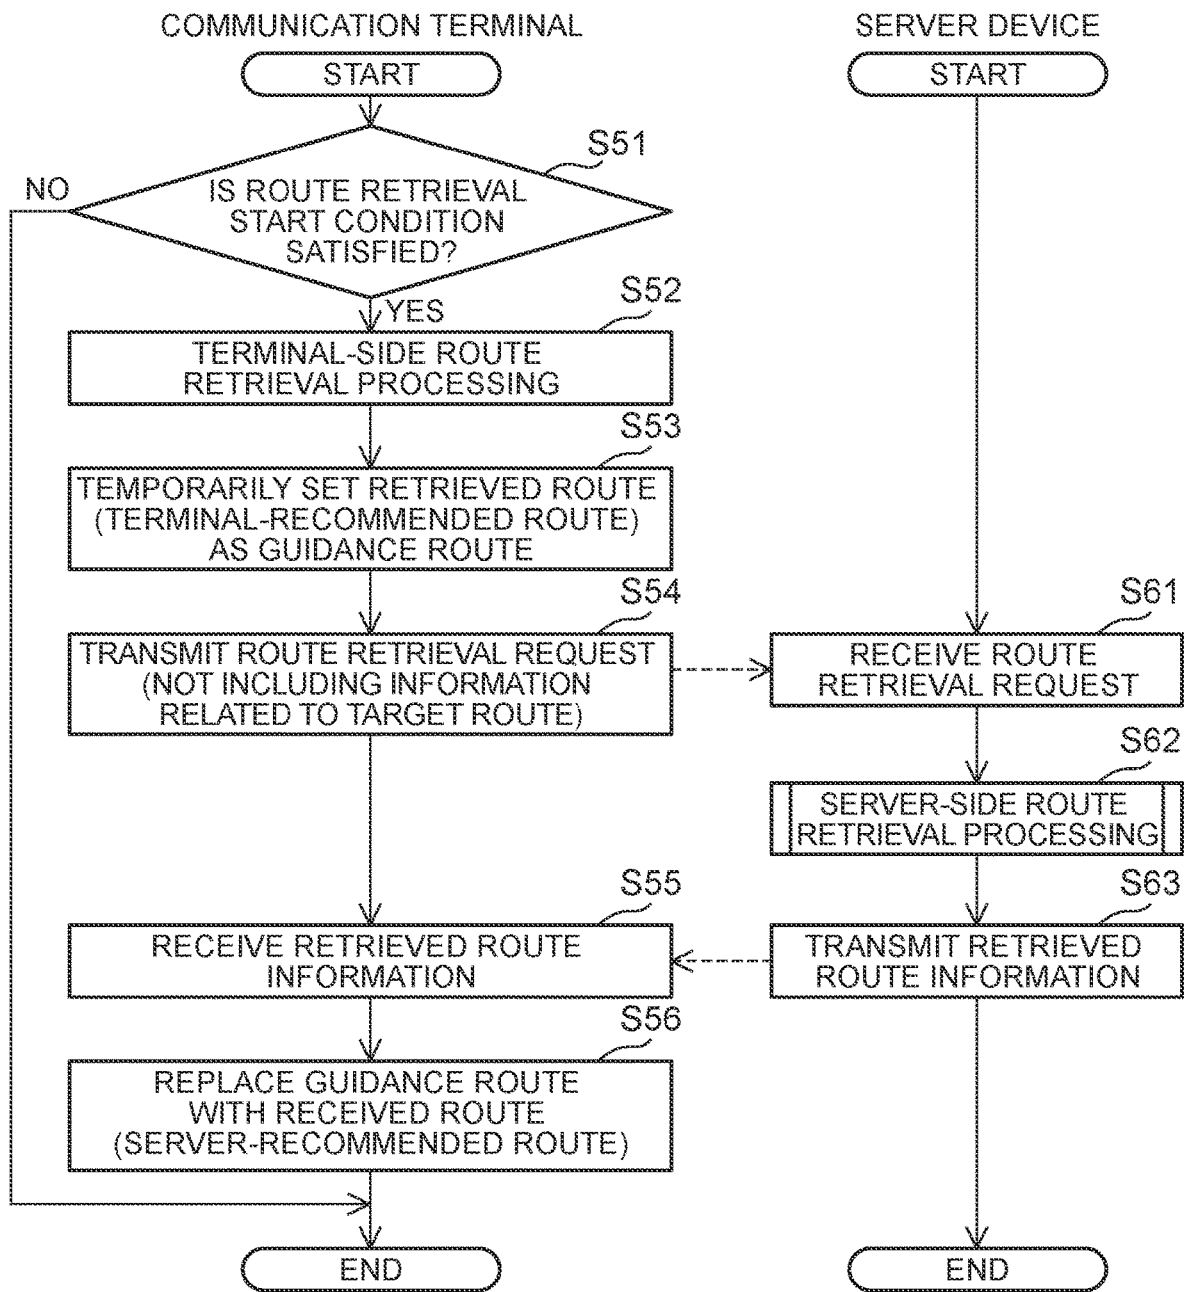 COMMUNICATION TERMINAL
START
S51
NO
IS ROUTE RETRIEVAL
START CONDITION
SATISFIED?
YES
S52
TERMINAL-SIDE ROUTE
RETRIEVAL PROCESSING
S53
TEMPORARILY SET RETRIEVED ROUTE
(TERMINAL-RECOMMENDED ROUTE)
AS GUIDANCE ROUTE
S54
TRANSMIT ROUTE RETRIEVAL REQUEST
(NOT INCLUDING INFORMATION
RELATED TO TARGET ROUTE)
S55
RECEIVE RETRIEVED ROUTE
INFORMATION
S56
REPLACE GUIDANCE ROUTE
WITH RECEIVED ROUTE
(SERVER-RECOMMENDED ROUTE)
END
SERVER DEVICE
START
S61
RECEIVE ROUTE
RETRIEVAL REQUEST
S62
SERVER-SIDE ROUTE
RETRIEVAL PROCESSING
S63
TRANSMIT RETRIEVED
ROUTE INFORMATION
END